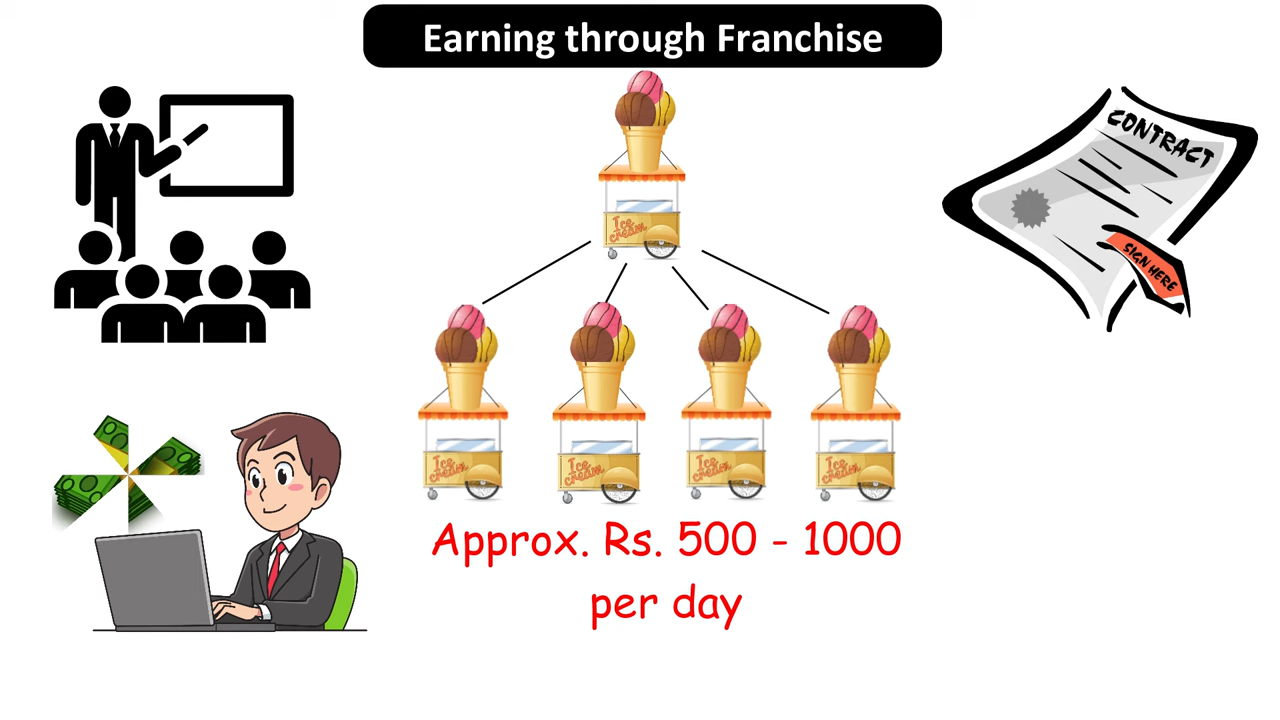 Earning through Franchise
CONTRACT
SIGN HERE
Ice
cream
Ice
cream
Ice
cream
Ice
cream
Ice
cream
Approx. Rs. 500 - 1000
per day